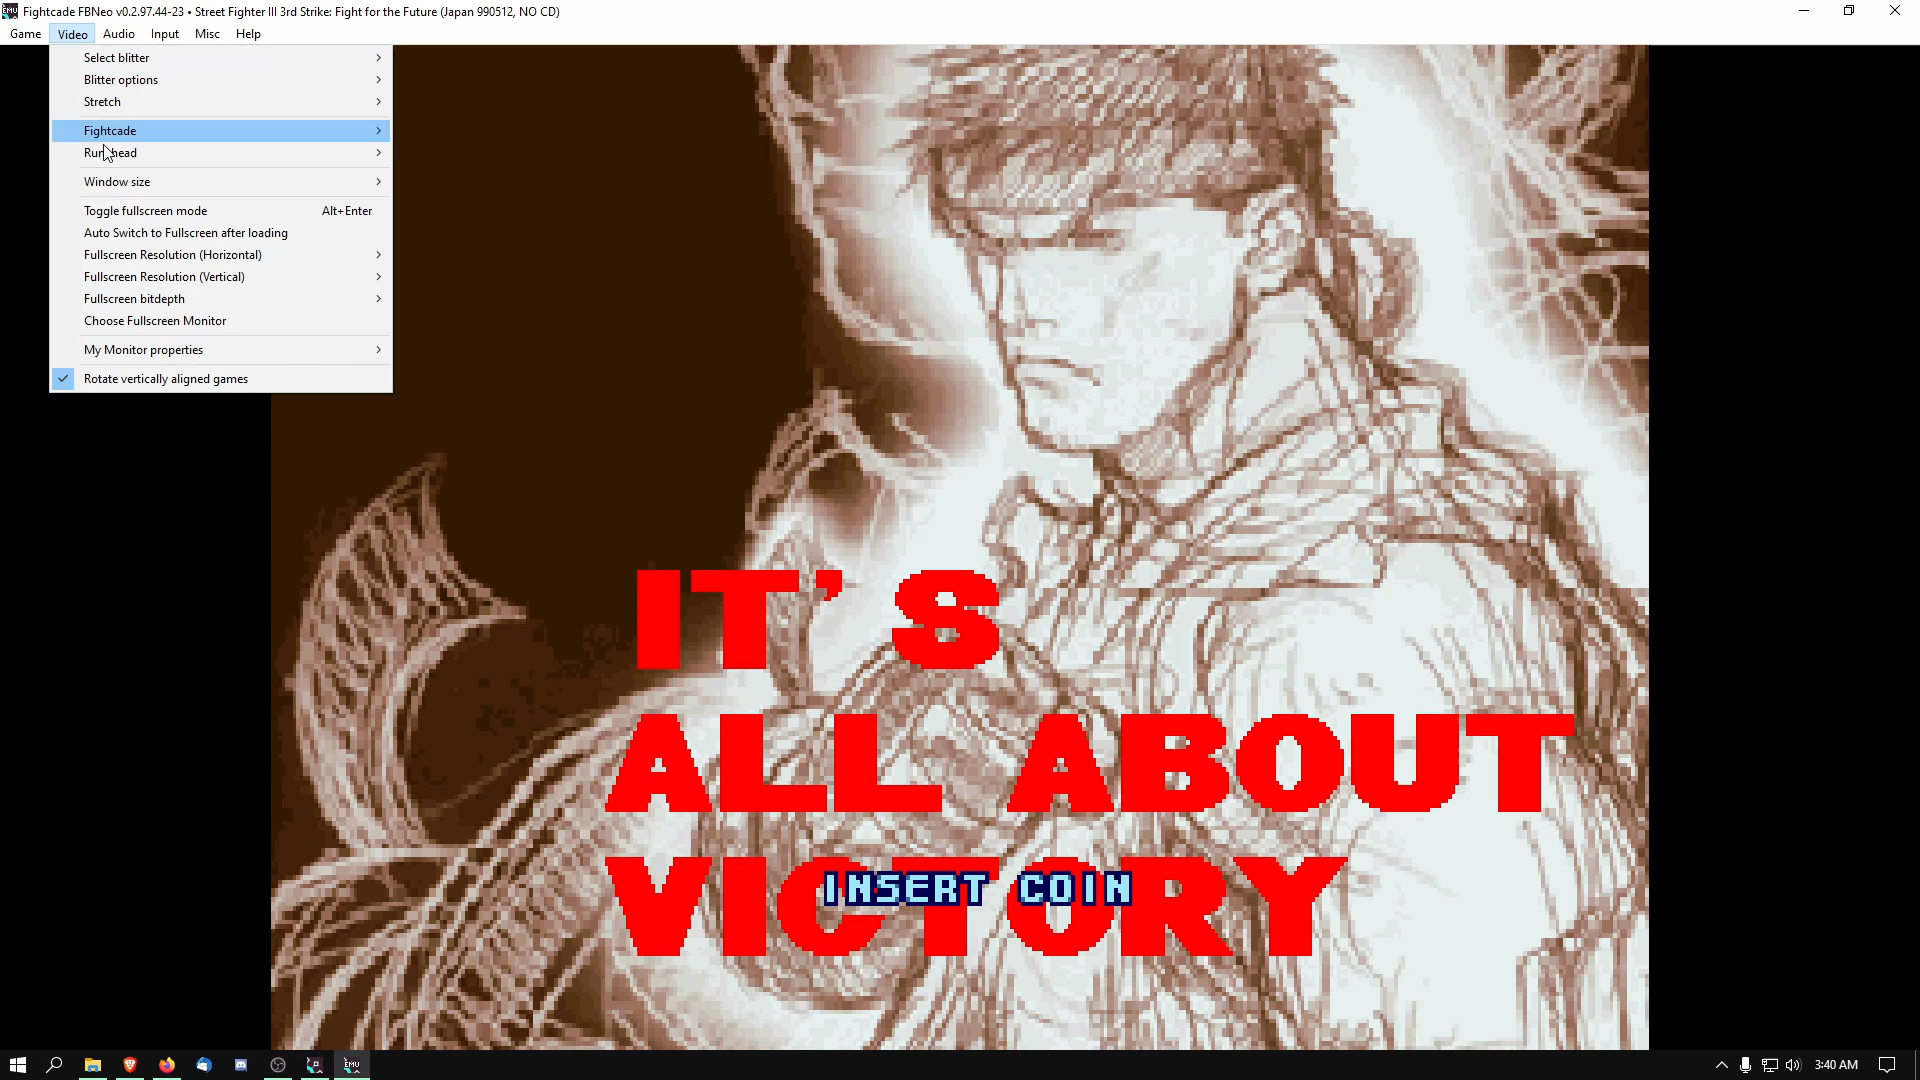 Fightcade FBNeo v0.2.97.44-23 • Street Fighter III 3rd Strike: Fight for the Future (Japan 990512, NO CD)
Game Video Audio Input Misc Help
Select blitter
Blitter options
Stretch
Fightcade
Window size
Toggle fullscreen mode Alt+Enter
Auto Switch to Fullscreen after loading
Fullscreen Resolution (Horizontal)
Fullscreen Resolution (Vertical)
Fullscreen bitdepth
Choose Fullscreen Monitor
My Monitor properties
Rotate vertically aligned games
IT'S
ALL ABOUT
VICTORY
INSERT COIN
EMU
3:40 AM